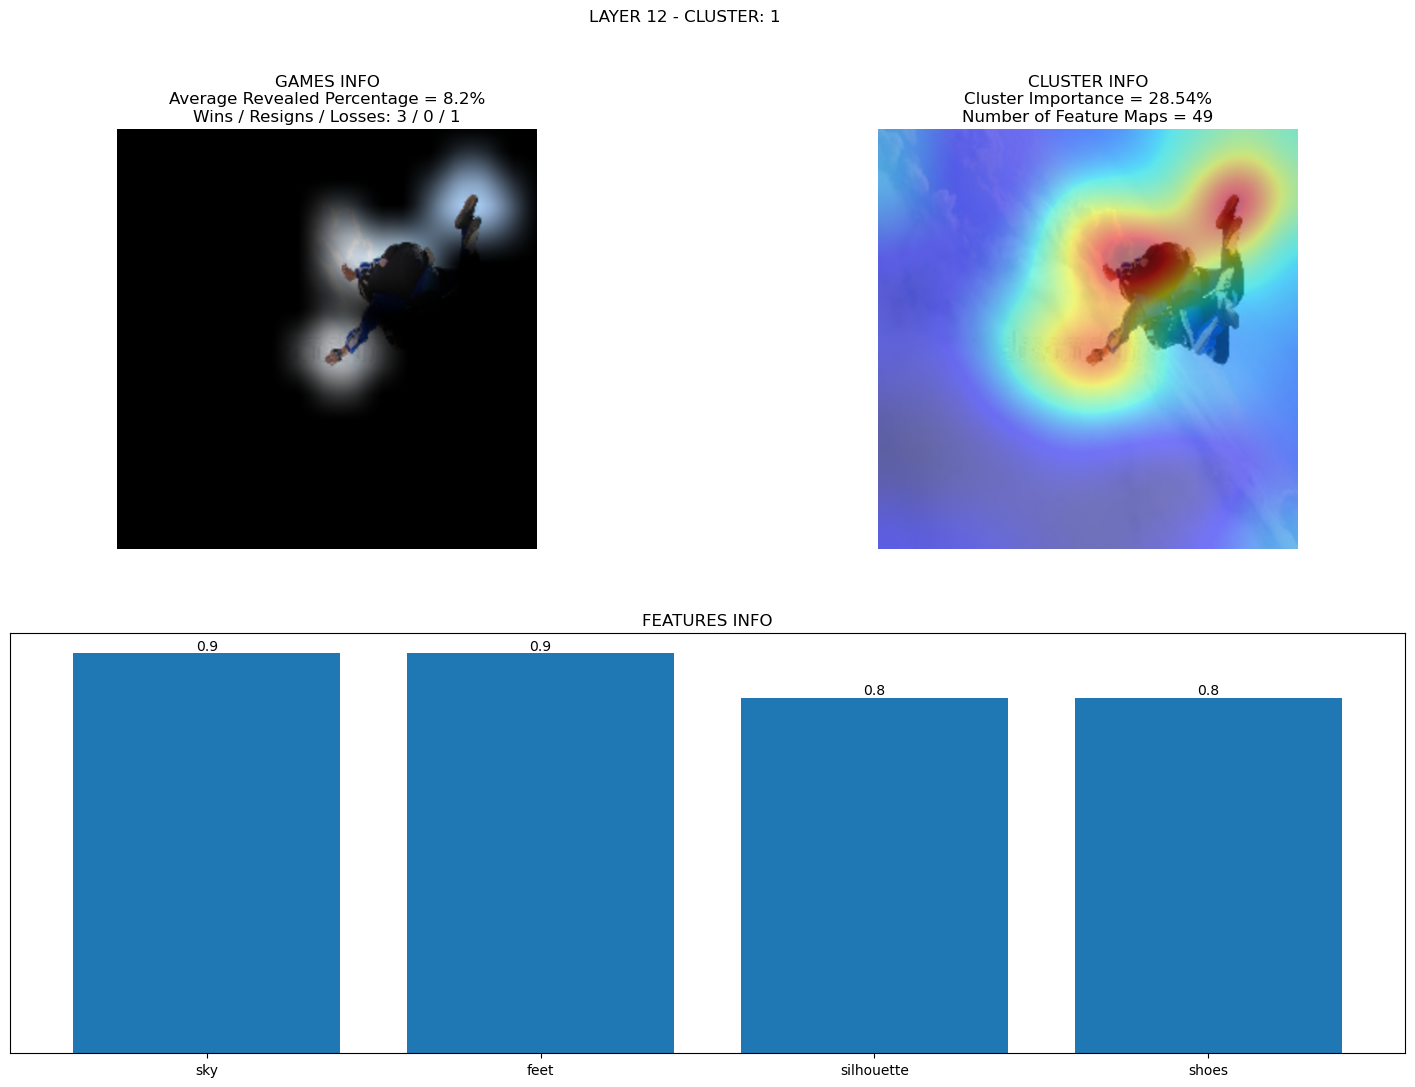 LAYER 12 - CLUSTER: 1
GAMES INFO
Average Revealed Percentage = 8.2%
Wins / Resigns / Losses: 3 / 0 / 1
CLUSTER INFO
Cluster Importance = 28.54%
Number of Feature Maps = 49
FEATURES INFO
0.9
0.9
0.8
0.8
sky
feet
silhouette
shoes